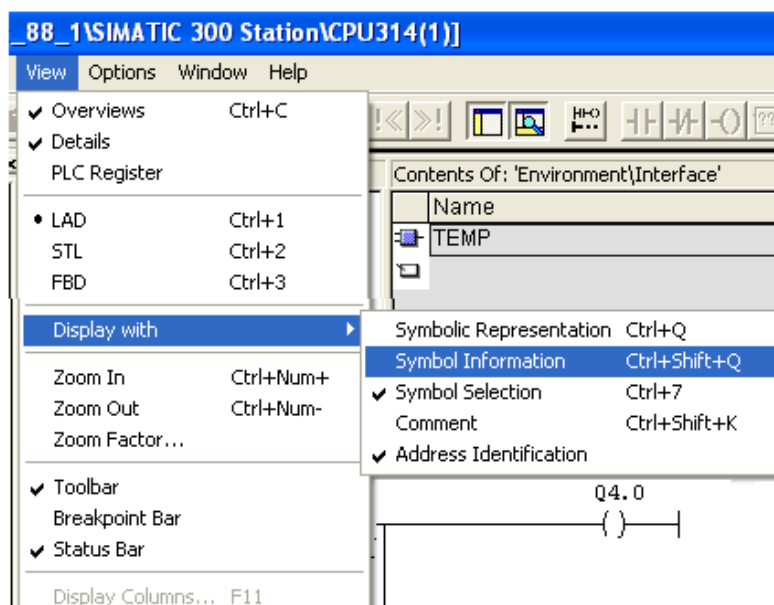 _88_1\SIMATIC 300 Station\CPU314(1)]
View Options Window Help
Overviews Ctrl+C
Details
PLC Register
Contents Of: 'Environment\Interface'
Name
LAD Ctrl+1
TEMP
STL Ctrl+2
FBD Ctrl+3
Display with
Symbolic Representation Ctrl+Q
Symbol Information Ctrl+Shift+Q
Symbol Selection Ctrl+7
Comment Ctrl+Shift+K
Address Identification
Zoom In Ctrl+Num+
Zoom Out Ctrl+Num-
Zoom Factor...
Toolbar
Breakpoint Bar
Status Bar
Q4.0
Display Columns... F11